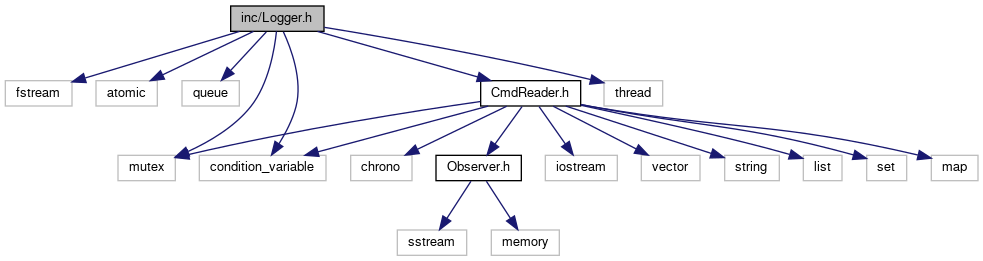 inc/Logger.h
fstream
atomic
queue
CmdReader.h
thread
mutex
condition_variable
chrono
Observer.h
iostream
vector
string
list
set
map
sstream
memory